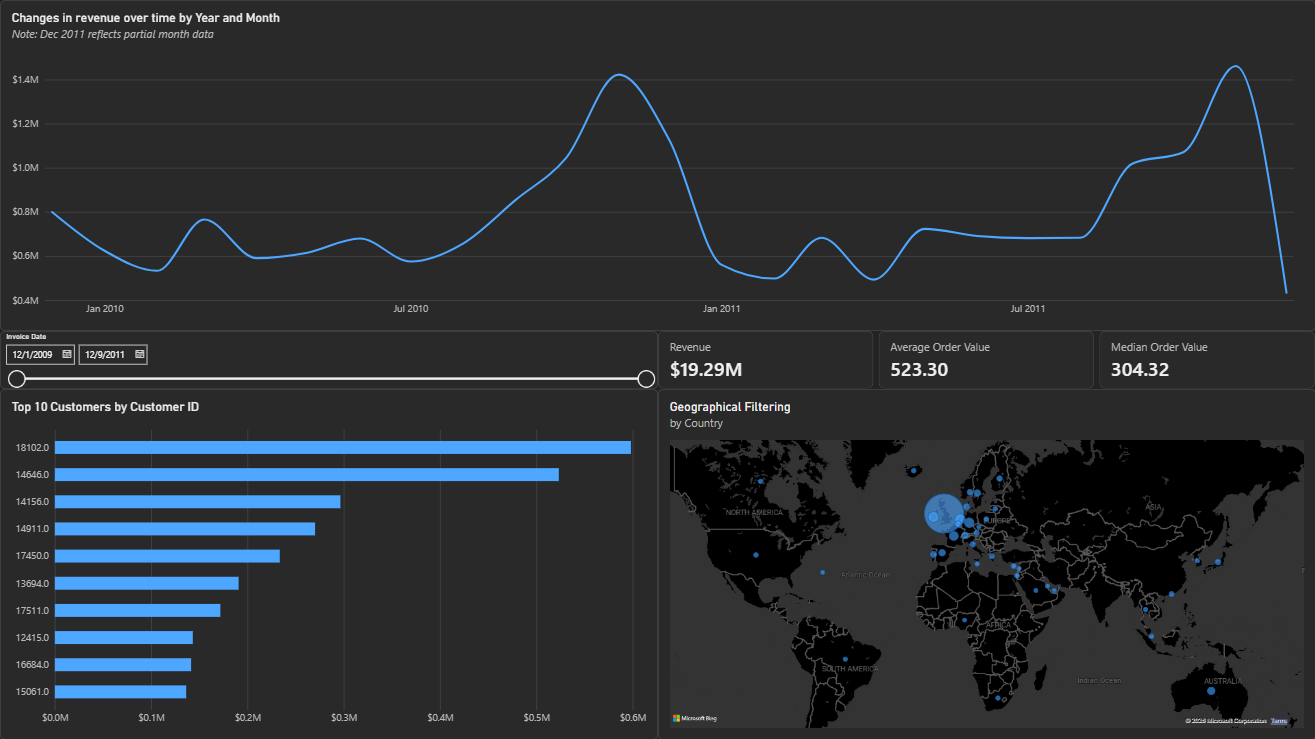 Changes in revenue over time by Year and Month
Note: Dec 2011 reflects partial month data
$1.4M
$1.2M
$1.0M
$0.8M
$0.6M
$0.4M
Jan 2010
Jul 2010
Jan 2011
Jul 2011
Invoice Date
12/1/2009
12/9/2011
Revenue
$19.29M
Average Order Value
523.30
Median Order Value
304.32
Top 10 Customers by Customer ID
18102.0
14646.0
14156.0
14911.0
17450.0
13694.0
17511.0
12415.0
16684.0
15061.0
$0.0M
$0.1M
$0.2M
$0.3M
$0.4M
$0.5M
$0.6M
Geographical Filtering
by Country
NORTH AMERICA
EUROPE
ASIA
Atlantic Ocean
AFRICA
SOUTH AMERICA
Indian Ocean
AUSTRALIA
Microsoft Bing
Microsoft Corporation
Terms